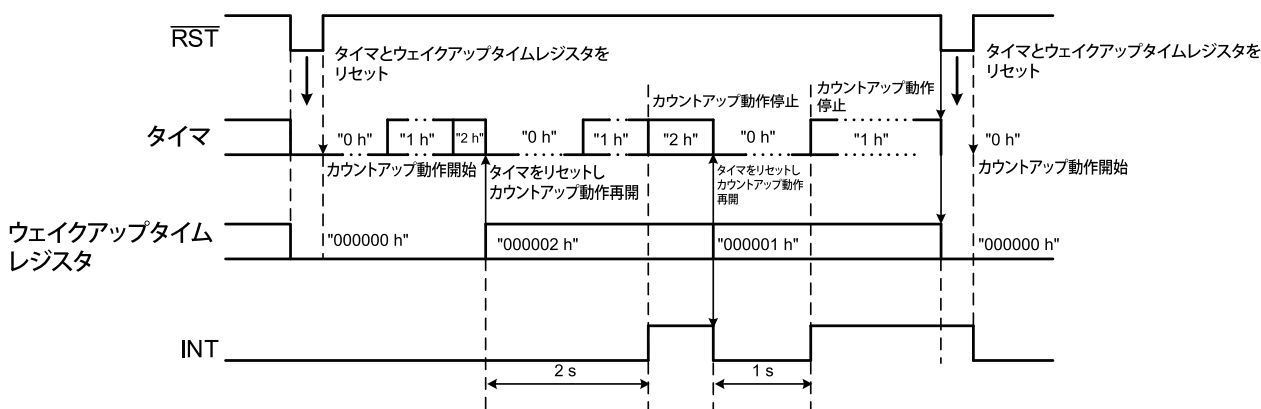 RST
タイマとウェイクアップタイムレジスタを
リセット
タイマとウェイクアップタイムレジスタを
リセット
カウントアップ動作停止
カウントアップ動作
停止
タイマ
"0 h"
"1 h"
"2 h"
"0 h"
"1 h"
"2 h"
"0 h"
"1 h"
"0 h"
カウントアップ動作開始
タイマをリセットし
カウントアップ動作再開
タイマをリセットし
カウントアップ動作
再開
カウントアップ動作開始
ウェイクアップタイム
レジスタ
"000000 h"
"000002 h"
"000001 h"
"000000 h"
INT
2 s
1 s